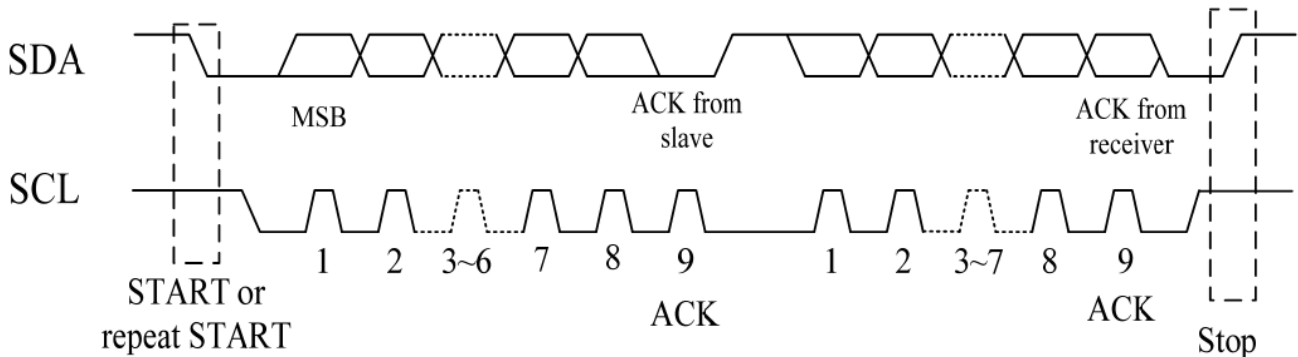 SDA
MSB
ACK from
slave
ACK from
receiver
SCL
1 2 3~6 7 8 9 1 2 3~7 8 9
START or
repeat START
ACK
ACK
Stop